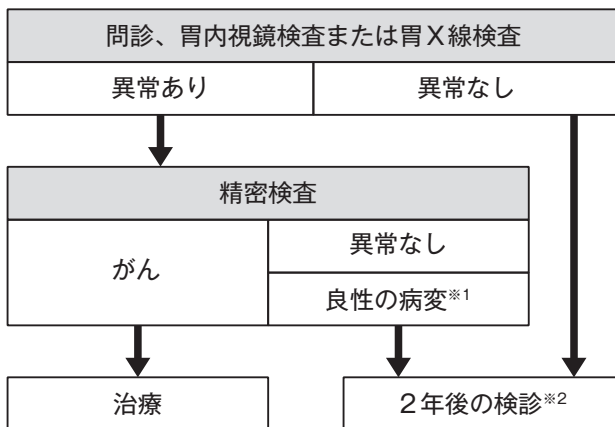 問診、胃内視鏡検査または胃X線検査
異常あり
異常なし
精密検査
がん
異常なし
良性の病変※1
治療
2年後の検診※2